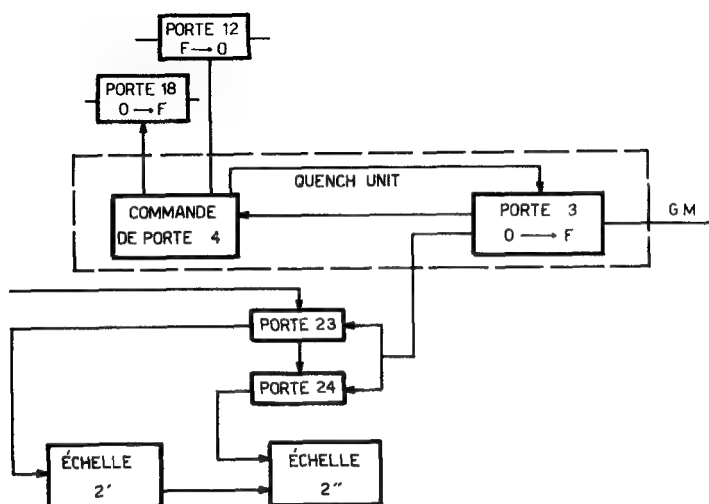 PORTE 12
F → O
PORTE 18
O → F
QUENCH UNIT
COMMANDE
DE PORTE 4
PORTE 3
O → F
GM
PORTE 23
PORTE 24
ÉCHELLE
2'
ÉCHELLE
2"